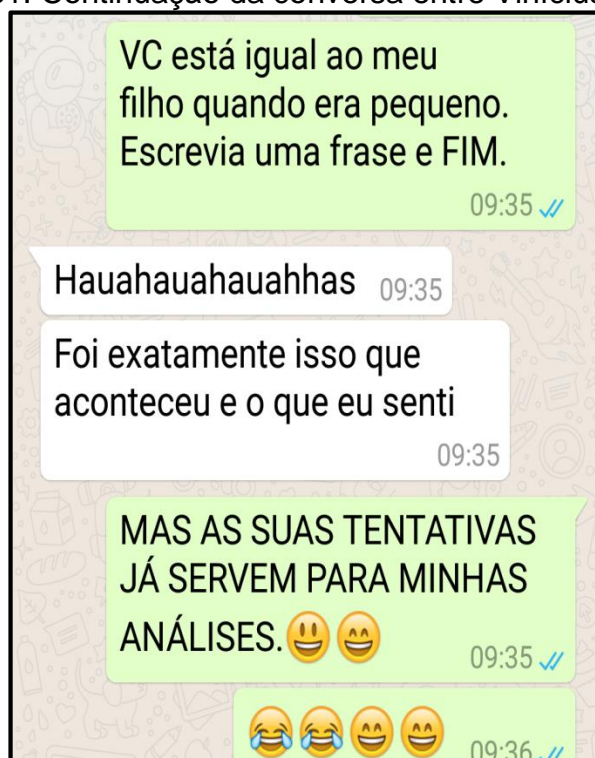 VC está igual ao meu
filho quando era pequeno.
Escrevia uma frase e FIM.
09:35
Hauahauahauahhas 09:35
Foi exatamente isso que
aconteceu e o que eu senti
09:35
MAS AS SUAS TENTATIVAS
JÁ SERVEM PARA MINHAS
ANÁLISES.😃😄
09:35
😂😂😄😄 09:36